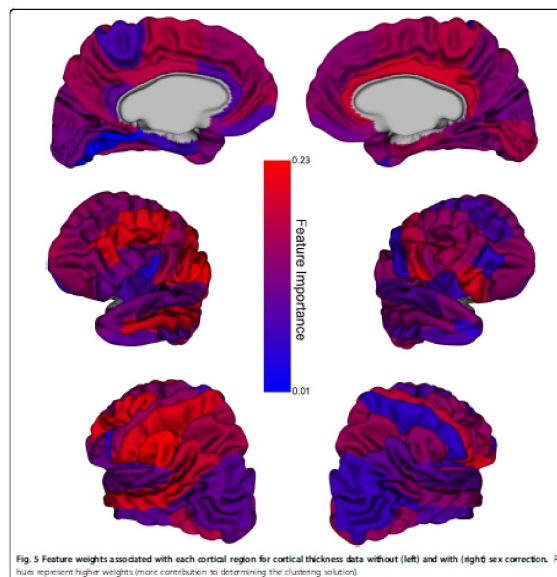 0.23
Feature Importance
0.01
Fig. 5 Feature weights associated with each cortical region for cortical thickness data without (left) and with (right) sex correction.
hues represent higher weights (more contribution to determining the clustering solution).